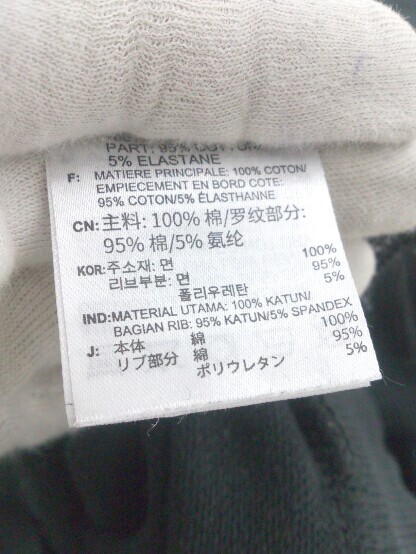 PART: 95% COTTON/
5% ELASTANE
F: MATIERE PRINCIPALE: 100% COTON/
EMPIECEMENT EN BORD COTE:
95% COTON/5% ÉLASTHANNE
CN: 主料: 100% 棉/罗纹部分:
95% 棉/5% 氨纶
KOR: 주소재: 면 100%
리브부분: 면 95%
폴리우레탄 5%
IND: MATERIAL UTAMA: 100% KATUN/
BAGIAN RIB: 95% KATUN/5% SPANDEX
J: 本体 綿 100%
リブ部分 綿 95%
ポリウレタン 5%